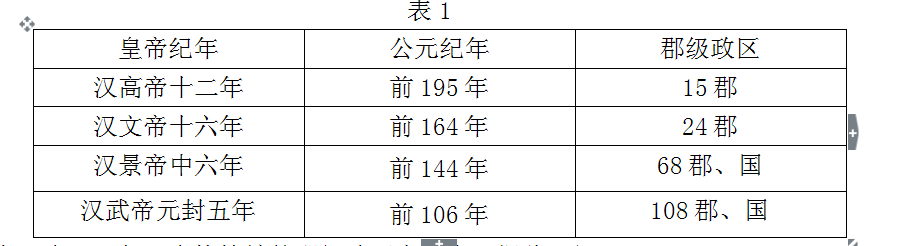 表1
皇帝纪年 公元纪年 郡级政区
汉高帝十二年 前 195 年 15 郡
汉文帝十六年 前 164 年 24 郡
汉景帝中六年 前 144 年 68 郡、国
汉武帝元封五年 前 106 年 108 郡、国